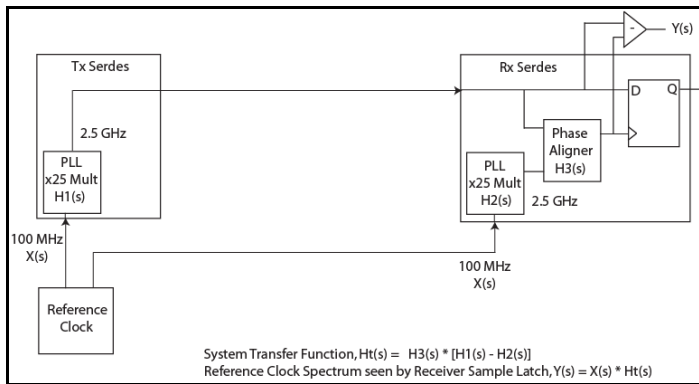 Y(s)
-
Tx Serdes
Rx Serdes
D Q
2.5 GHz
Phase
Aligner
H3(s)
PLL
x25 Mult
H1(s)
PLL
x25 Mult
H2(s)
2.5 GHz
100 MHz
X(s)
100 MHz
X(s)
Reference
Clock
System Transfer Function, Ht(s) = H3(s) * [H1(s) - H2(s)]
Reference Clock Spectrum seen by Receiver Sample Latch, Y(s) = X(s) * Ht(s)